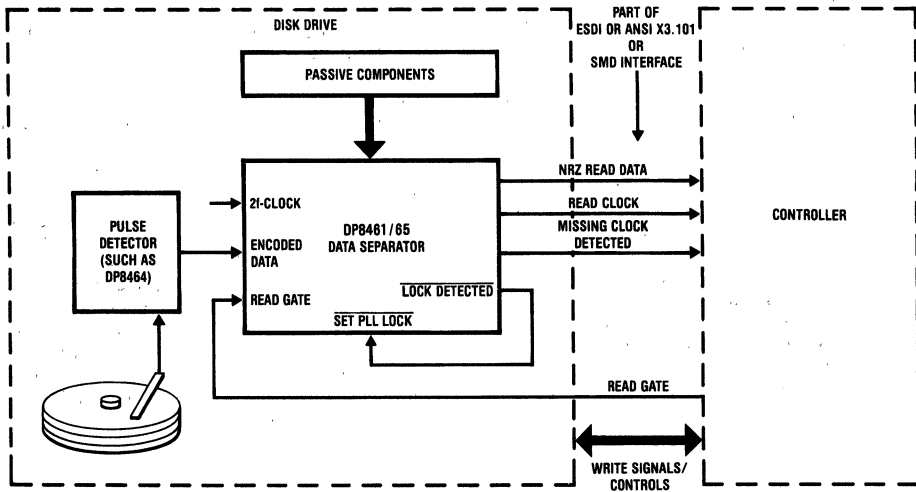 DISK DRIVE
PART OF
ESDI OR ANSI X3.101
OR
SMD INTERFACE
PASSIVE COMPONENTS
NRZ READ DATA
2f-CLOCK
READ CLOCK
CONTROLLER
PULSE
DETECTOR
(SUCH AS
DP8464)
DP8461/65
DATA SEPARATOR
MISSING CLOCK
DETECTED
ENCODED
DATA
LOCK DETECTED
READ GATE
SET PLL LOCK
READ GATE
WRITE SIGNALS/
CONTROLS